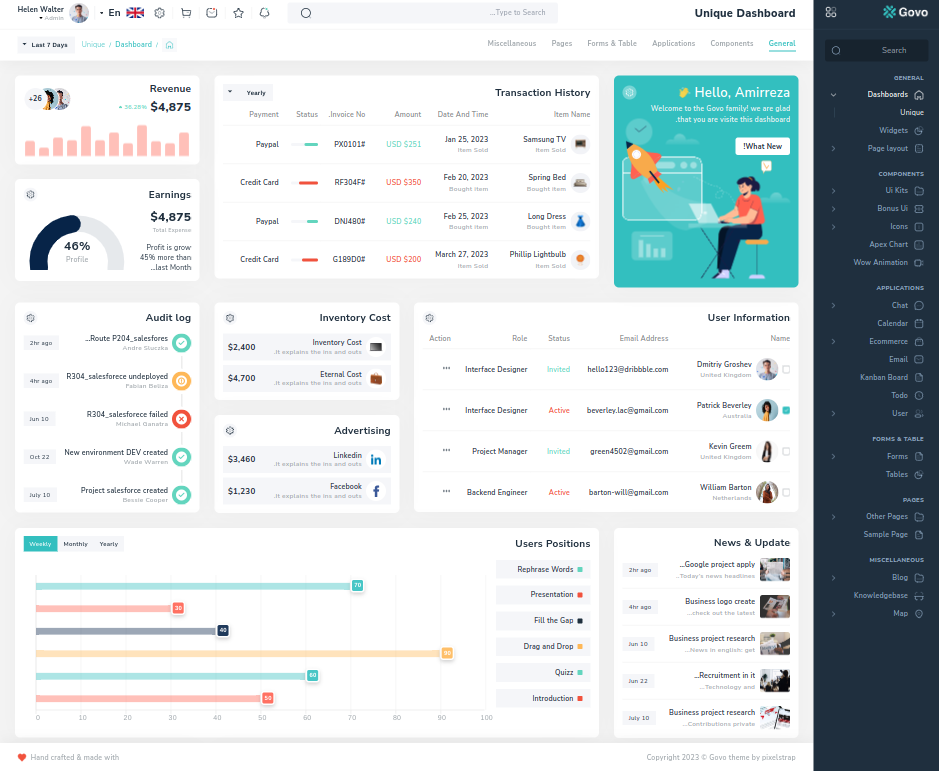 Helen Walter
Admin
En
Type to Search...
Unique Dashboard
Govo
Last 7 Days
Unique / Dashboard /
Miscellaneous
Pages
Forms & Table
Applications
Components
General
Search
GENERAL
Dashboards
Unique
Widgets
Page layout
COMPONENTS
Ui Kits
Bonus Ui
Icons
Apex Chart
Wow Animation
APPLICATIONS
Chat
Calendar
Ecommerce
Email
Kanban Board
Todo
User
FORMS & TABLE
Forms
Tables
PAGES
Other Pages
Sample Page
MISCELLANEOUS
Blog
Knowledgebase
Map
Revenue
+26
36.28%
$4,875
Transaction History
Yearly
Payment Status .Invoice No Amount Date And Time Item Name
Paypal PX0101# USD $251 Jan 25, 2023 Samsung TV
Item Sold Item Sold
Credit Card RF304F# USD $350 Feb 20, 2023 Spring Bed
Bought item Bought Item
Paypal DNJ480# USD $240 Feb 25, 2023 Long Dress
Bought Item Bought Item
Credit Card G189D0# USD $200 March 27, 2023 Phillip Lightbulb
Item Sold Item Sold
Hello, Amirreza
Welcome to the Govo family! we are glad
.that you are visite this dashboard
!What New
Earnings
$4,875
Total Expense
46%
Profile
Profit is grow
45% more than
...last Month
Audit log
2hr ago ...Route P204_salesfores
Andre Sluczka
4hr ago R304_salesforece undeployed
Fabian Beliza
Jun 10 R304_salesforece failed
Michael Ganatra
Oct 22 New environment DEV created
Wade Warren
July 10 Project salesforce created
Bessie Cooper
Inventory Cost
$2,400 Inventory Cost
..It explains the ins and outs
$4,700 Eternal Cost
..It explains the ins and outs
Advertising
$3,460 Linkedin
..It explains the ins and outs
$1,230 Facebook
..It explains the ins and outs
User Information
Action Role Status Email Address Name
Interface Designer Invited hello123@dribbble.com Dmitriy Groshev
United Kingdom
Interface Designer Active beverley.lac@gmail.com Patrick Beverley
Australia
Project Manager Invited green4502@gmail.com Kevin Greem
United Kingdom
Backend Engineer Active barton-will@gmail.com William Barton
Netherlands
Users Positions
Weekly Monthly Yearly
70
30
40
90
60
50
0 10 20 30 40 50 60 70 80 90 100
Rephrase Words
Presentation
Fill the Gap
Drag and Drop
Quizz
Introduction
News & Update
2hr ago ...Google project apply
...Today's news headlines
4hr ago Business logo create
...check out the latest
Jun 10 Business project research
...News in english: get
Jun 22 ...Recruitment in it
...Technology and
July 10 Business project research
...Contributions private
Hand crafted & made with
Copyright 2023 © Govo theme by pixelstrap